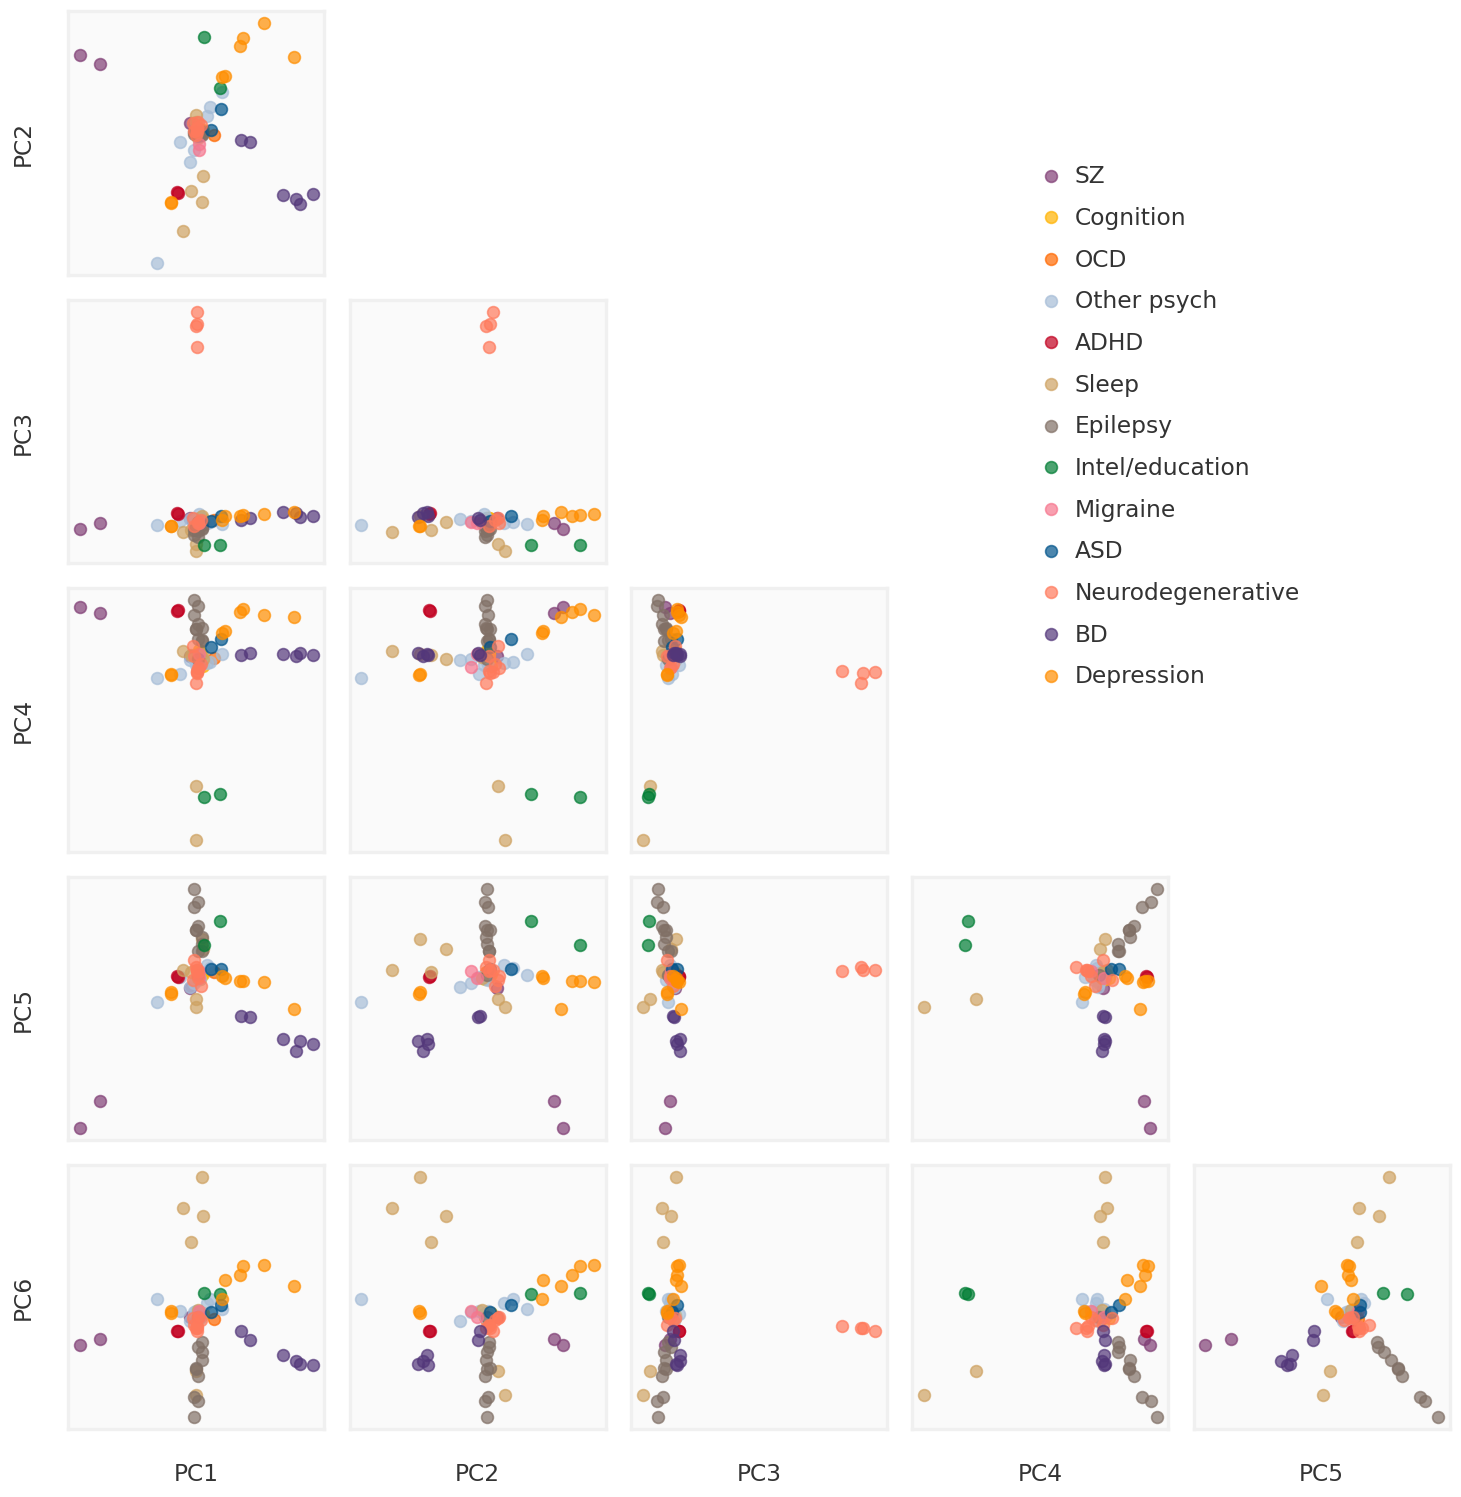 PC2
SZ
Cognition
OCD
Other psych
ADHD
Sleep
Epilepsy
Intel/education
Migraine
ASD
Neurodegenerative
BD
Depression
PC3
PC4
PC5
PC6
PC1
PC2
PC3
PC4
PC5